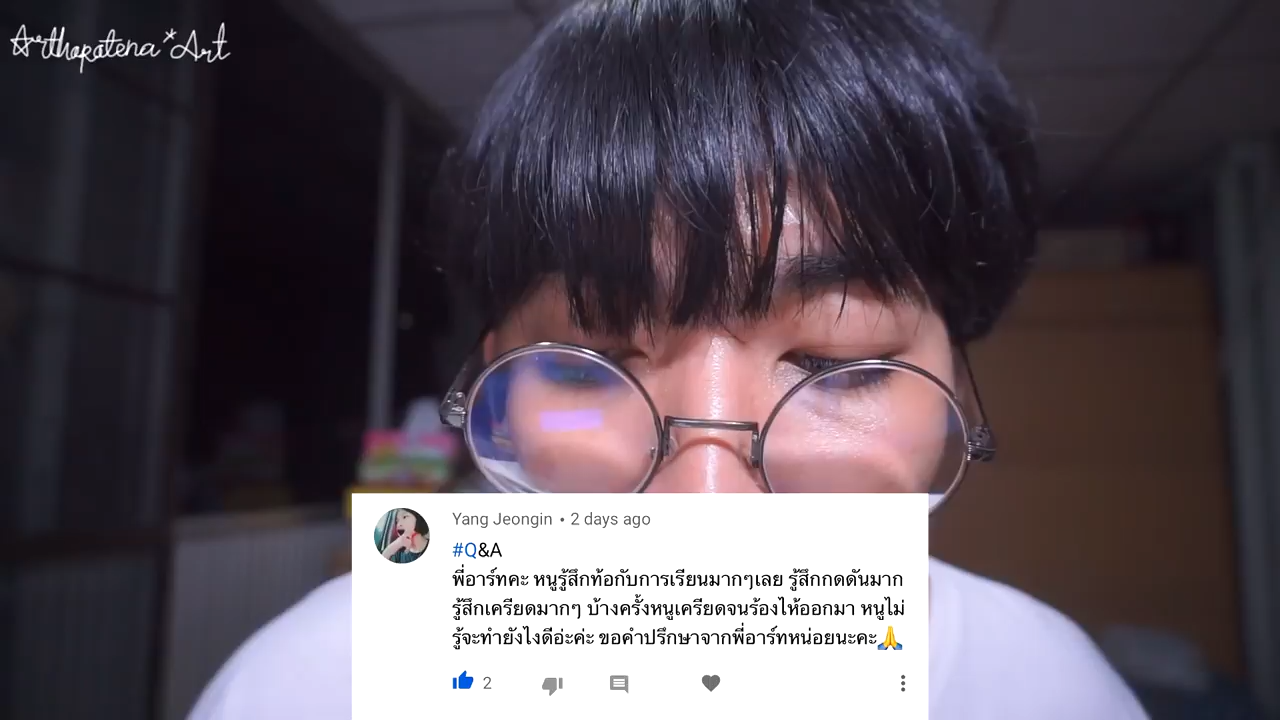 Arthapatena*Art
Yang Jeongin • 2 days ago
#Q&A
พี่อาร์ทคะ หนูรู้สึกท้อกับการเรียนมากๆเลย รู้สึกกดดันมาก
รู้สึกเครียดมากๆ บ้างครั้งหนูเครียดจนร้องไห้ออกมา หนูไม่
รู้จะทำยังไงดีอ่ะค่ะ ขอคำปรึกษาจากพี่อาร์ทหน่อยนะคะ🙏
2